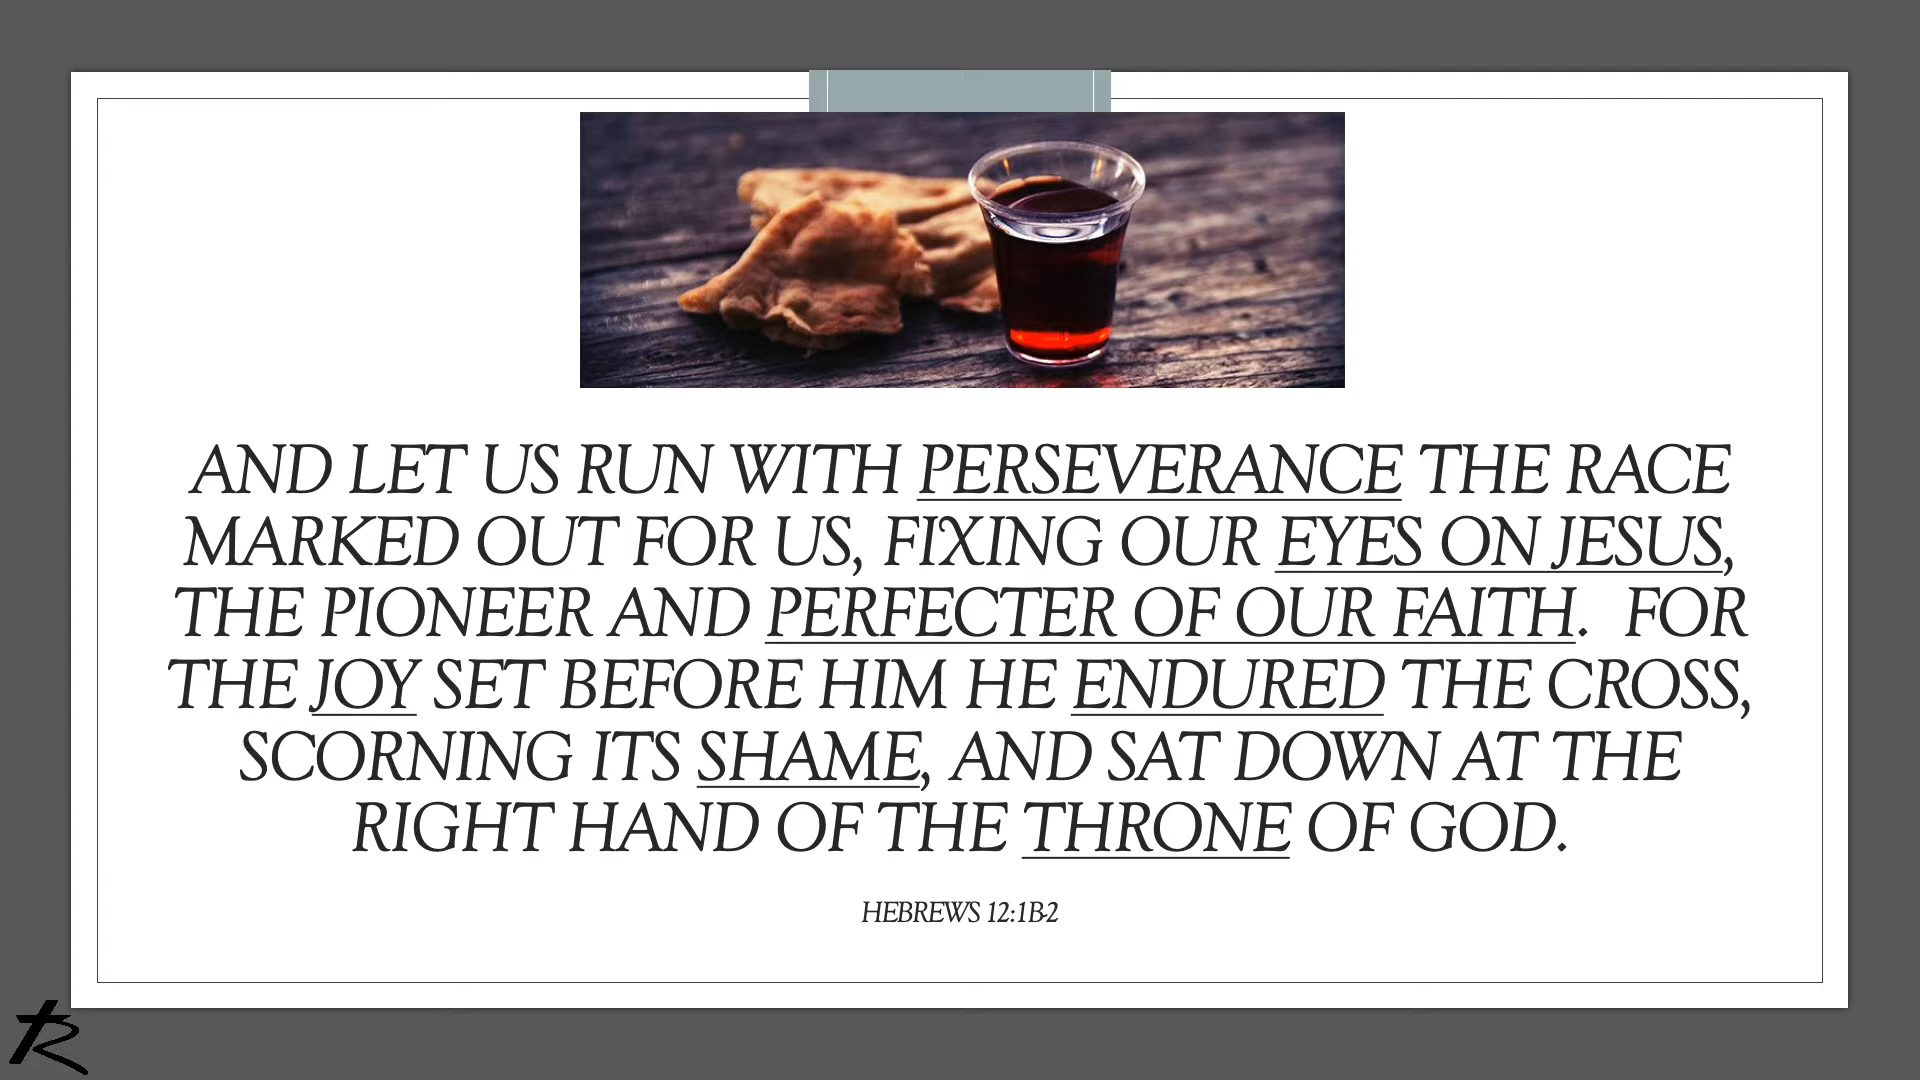 AND LET US RUN WITH PERSEVERANCE THE RACE
MARKED OUT FOR US, FIXING OUR EYES ON JESUS,
THE PIONEER AND PERFECTER OF OUR FAITH.  FOR
THE JOY SET BEFORE HIM HE ENDURED THE CROSS,
SCORNING ITS SHAME, AND SAT DOWN AT THE
RIGHT HAND OF THE THRONE OF GOD.
HEBREWS 12:1B-2
R